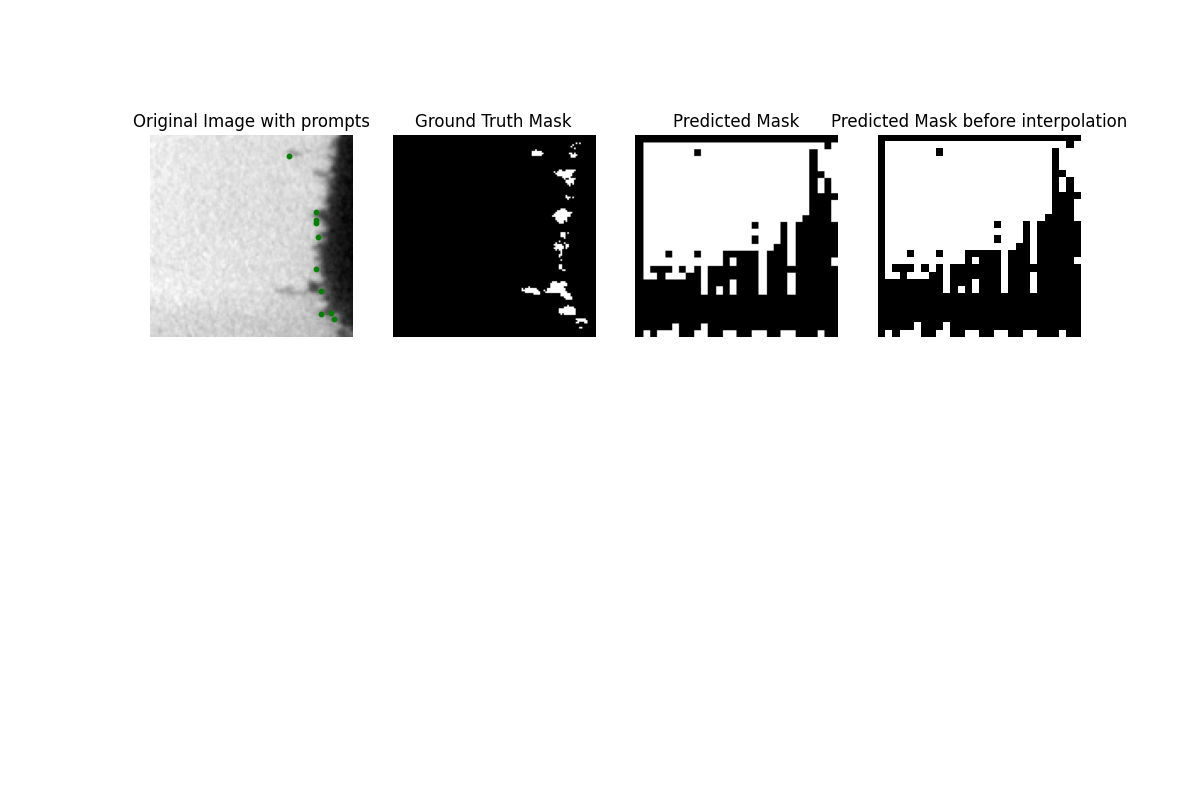 Original Image with prompts
Ground Truth Mask
Predicted Mask
Predicted Mask before interpolation